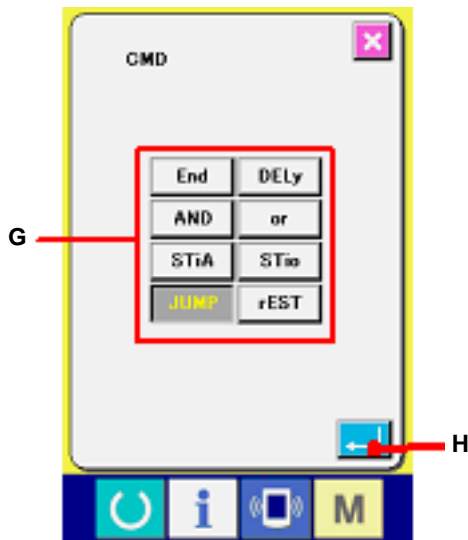 CMD
End DELy
AND or
G
STiA STio
JUMP rEST
H
i M